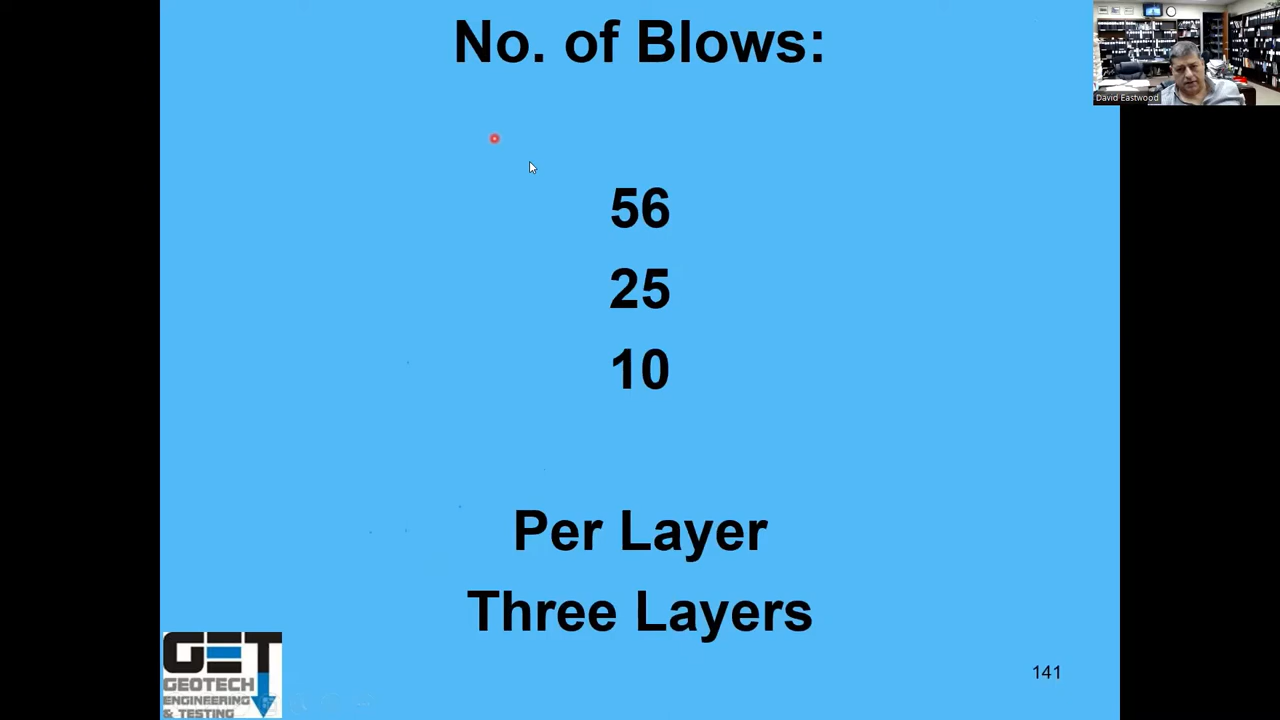 No. of Blows:
David Eastwood
56
25
10
Per Layer
Three Layers
GET
GEOTECH
ENGINEERING
& TESTING
141